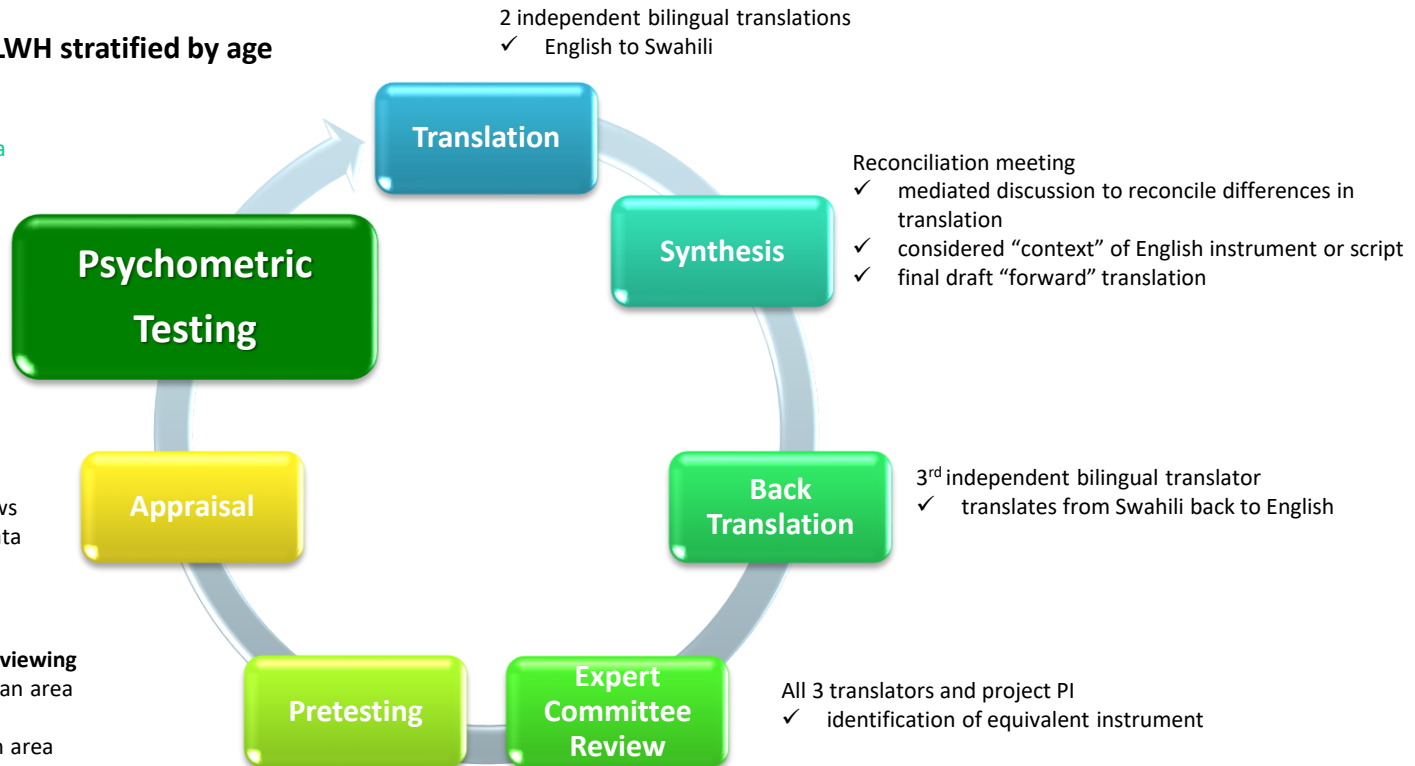 2 independent bilingual translations
✓ English to Swahili
LWH stratified by age
a
Translation
Reconciliation meeting
✓ mediated discussion to reconcile differences in
translation
✓ considered “context” of English instrument or script
✓ final draft “forward” translation
Synthesis
Psychometric
Testing
3rd independent bilingual translator
✓ translates from Swahili back to English
Back
Translation
Appraisal
ws
ata
viewing
an area
n area
Pretesting
Expert
Committee
Review
All 3 translators and project PI
✓ identification of equivalent instrument